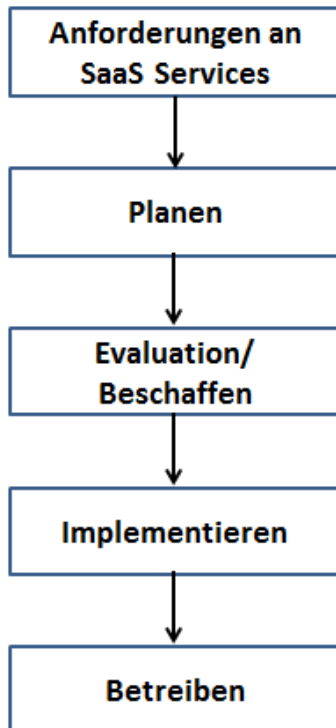 Anforderungen an
SaaS Services
Planen
Evaluation/
Beschaffen
Implementieren
Betreiben